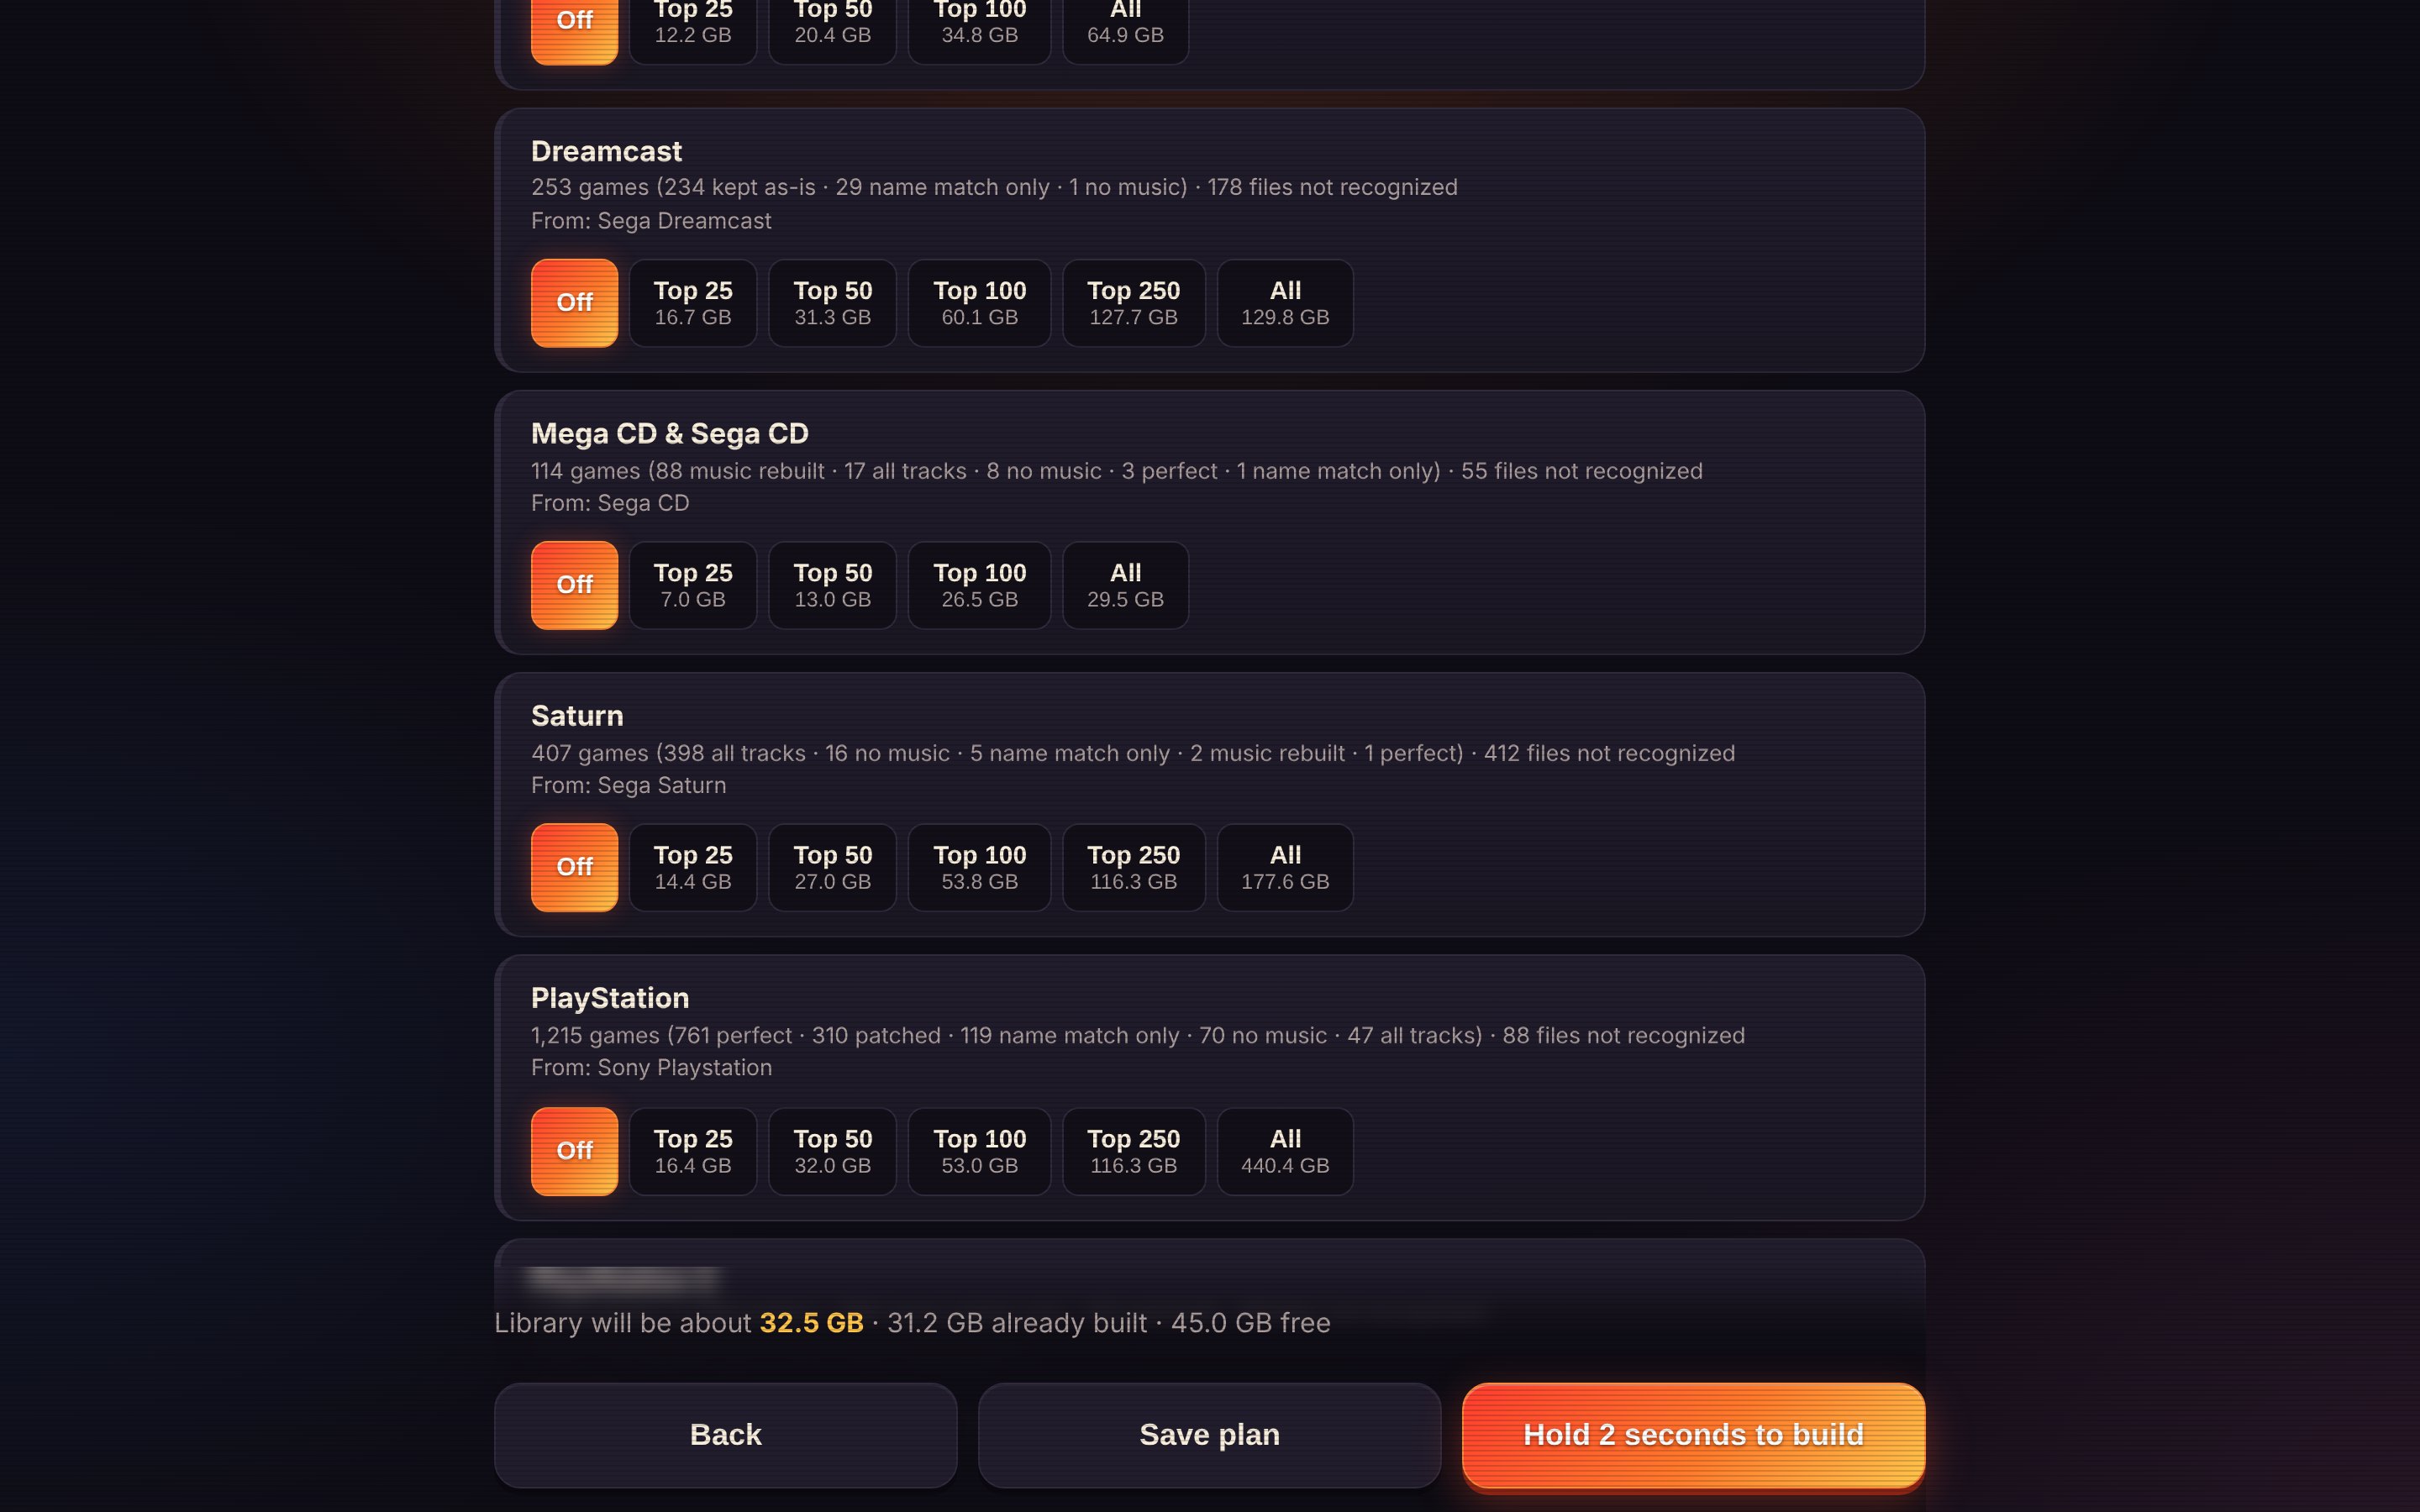 Off
Top 25
12.2 GB
Top 50
20.4 GB
Top 100
34.8 GB
All
64.9 GB
Dreamcast
253 games (234 kept as-is · 29 name match only · 1 no music) · 178 files not recognized
From: Sega Dreamcast
Off
Top 25
16.7 GB
Top 50
31.3 GB
Top 100
60.1 GB
Top 250
127.7 GB
All
129.8 GB
Mega CD & Sega CD
114 games (88 music rebuilt · 17 all tracks · 8 no music · 3 perfect · 1 name match only) · 55 files not recognized
From: Sega CD
Off
Top 25
7.0 GB
Top 50
13.0 GB
Top 100
26.5 GB
All
29.5 GB
Saturn
407 games (398 all tracks · 16 no music · 5 name match only · 2 music rebuilt · 1 perfect) · 412 files not recognized
From: Sega Saturn
Off
Top 25
14.4 GB
Top 50
27.0 GB
Top 100
53.8 GB
Top 250
116.3 GB
All
177.6 GB
PlayStation
1,215 games (761 perfect · 310 patched · 119 name match only · 70 no music · 47 all tracks) · 88 files not recognized
From: Sony Playstation
Off
Top 25
16.4 GB
Top 50
32.0 GB
Top 100
53.0 GB
Top 250
116.3 GB
All
440.4 GB
Library will be about 32.5 GB · 31.2 GB already built · 45.0 GB free
Back
Save plan
Hold 2 seconds to build